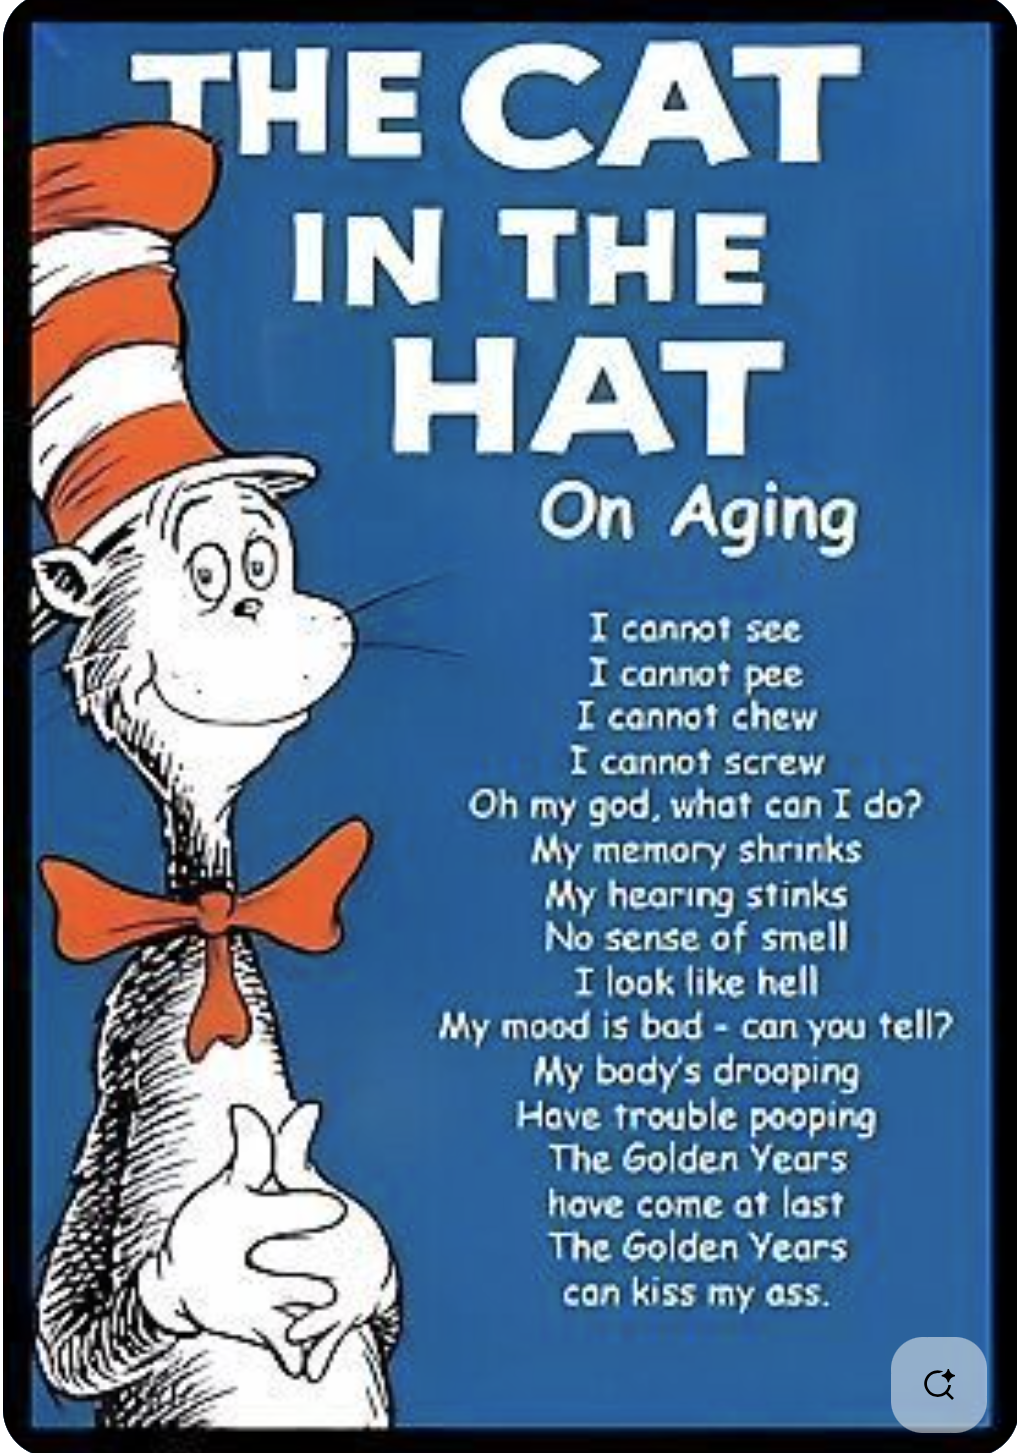 THE CAT
IN THE
HAT
On Aging
I cannot see
I cannot pee
I cannot chew
I cannot screw
Oh my god, what can I do?
My memory shrinks
My hearing stinks
No sense of smell
I look like hell
My mood is bad - can you tell?
My body's drooping
Have trouble pooping
The Golden Years
have come at last
The Golden Years
can kiss my ass.